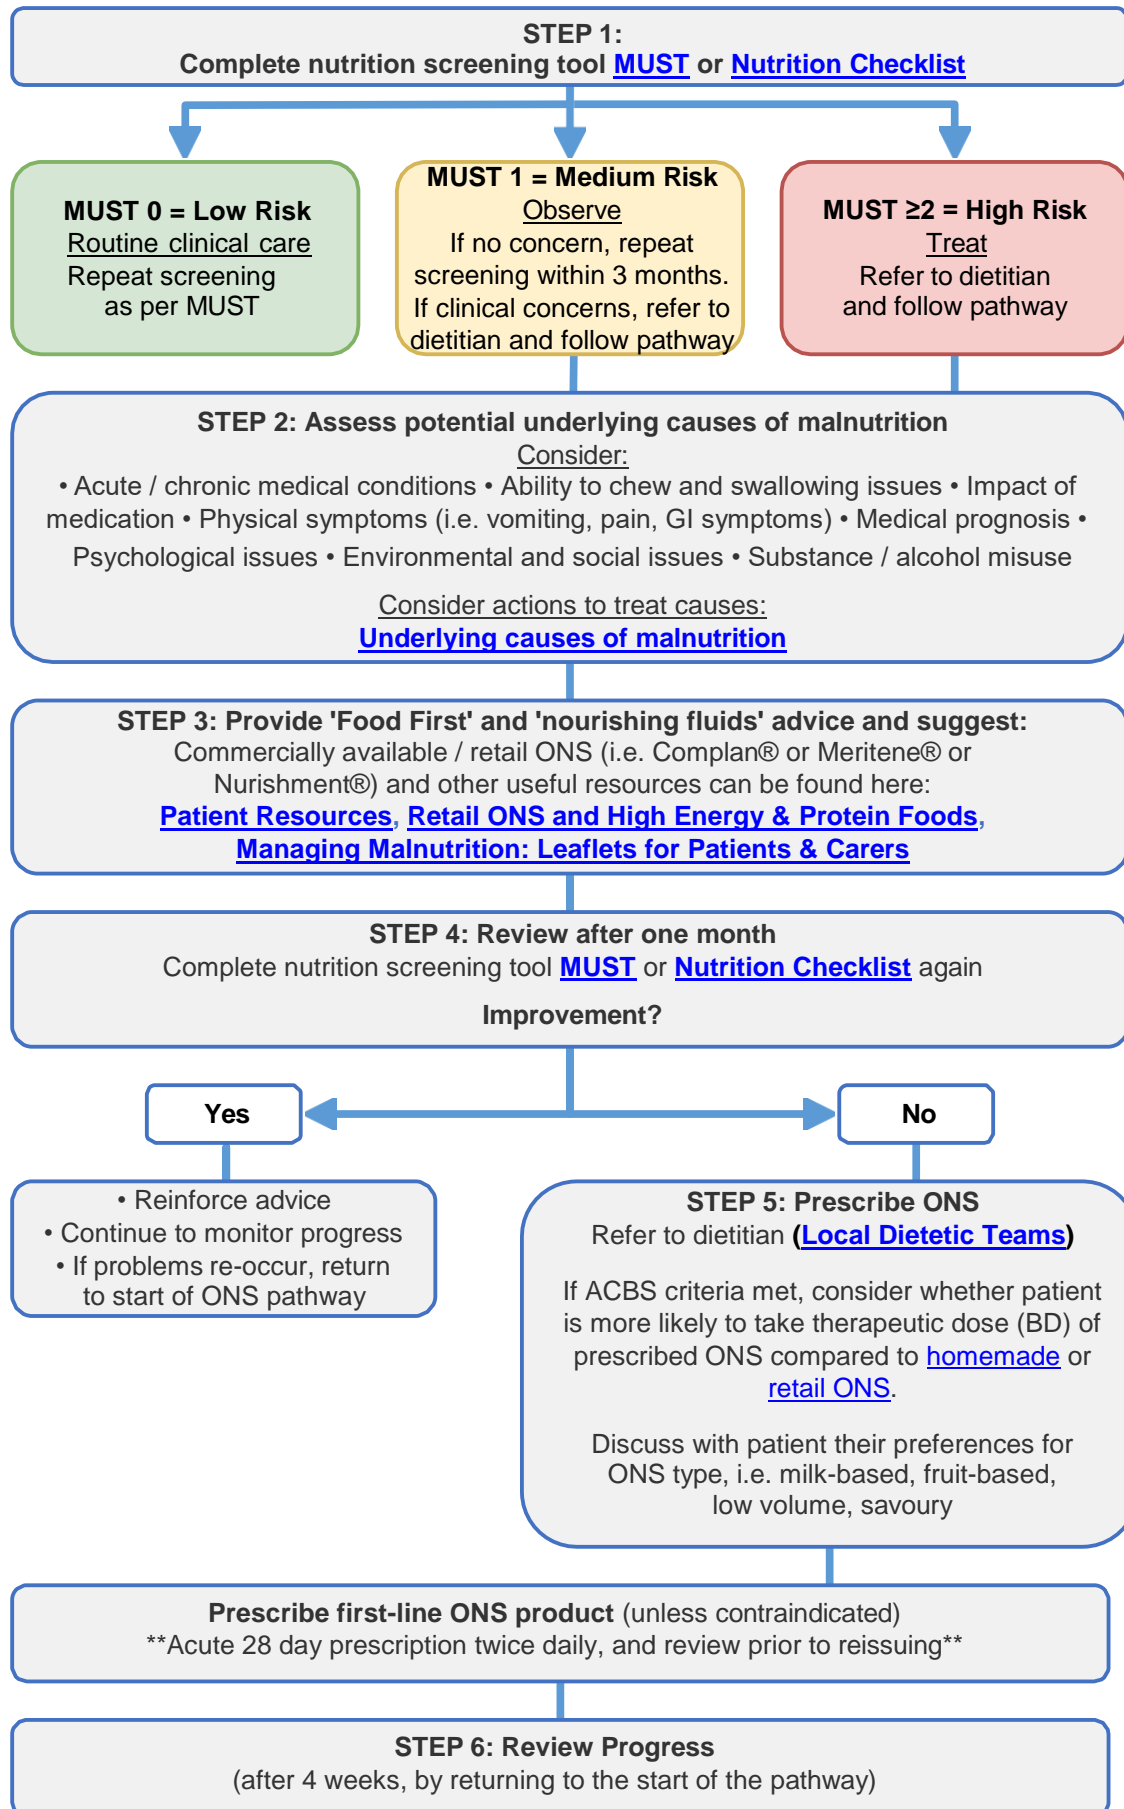 STEP 1:
Complete nutrition screening tool MUST or Nutrition Checklist
MUST 0 = Low Risk
Routine clinical care
Repeat screening
as per MUST
MUST 1 = Medium Risk
Observe
If no concern, repeat
screening within 3 months.
If clinical concerns, refer to
dietitian and follow pathway
MUST ≥2 = High Risk
Treat
Refer to dietitian
and follow pathway
STEP 2: Assess potential underlying causes of malnutrition
Consider:
• Acute / chronic medical conditions • Ability to chew and swallowing issues • Impact of
medication • Physical symptoms (i.e. vomiting, pain, GI symptoms) • Medical prognosis •
Psychological issues • Environmental and social issues • Substance / alcohol misuse
Consider actions to treat causes:
Underlying causes of malnutrition
STEP 3: Provide 'Food First' and 'nourishing fluids' advice and suggest:
Commercially available / retail ONS (i.e. Complan® or Meritene® or
Nurishment®) and other useful resources can be found here:
Patient Resources, Retail ONS and High Energy & Protein Foods,
Managing Malnutrition: Leaflets for Patients & Carers
STEP 4: Review after one month
Complete nutrition screening tool MUST or Nutrition Checklist again
Improvement?
Yes
No
• Reinforce advice
• Continue to monitor progress
• If problems re-occur, return
to start of ONS pathway
STEP 5: Prescribe ONS
Refer to dietitian (Local Dietetic Teams)
If ACBS criteria met, consider whether patient
is more likely to take therapeutic dose (BD) of
prescribed ONS compared to homemade or
retail ONS.
Discuss with patient their preferences for
ONS type, i.e. milk-based, fruit-based,
low volume, savoury
Prescribe first-line ONS product (unless contraindicated)
**Acute 28 day prescription twice daily, and review prior to reissuing**
STEP 6: Review Progress
(after 4 weeks, by returning to the start of the pathway)